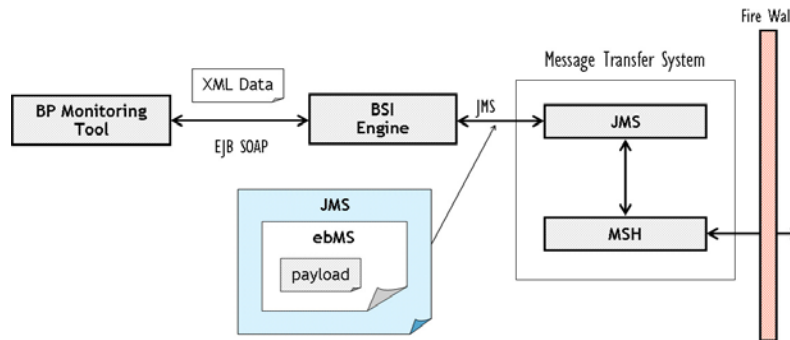 Fire Wal
Message Transfer System
XML Data
BP Monitoring
Tool
EJB SOAP
BSI
Engine
JMS
JMS
MSH
JMS
ebMS
payload